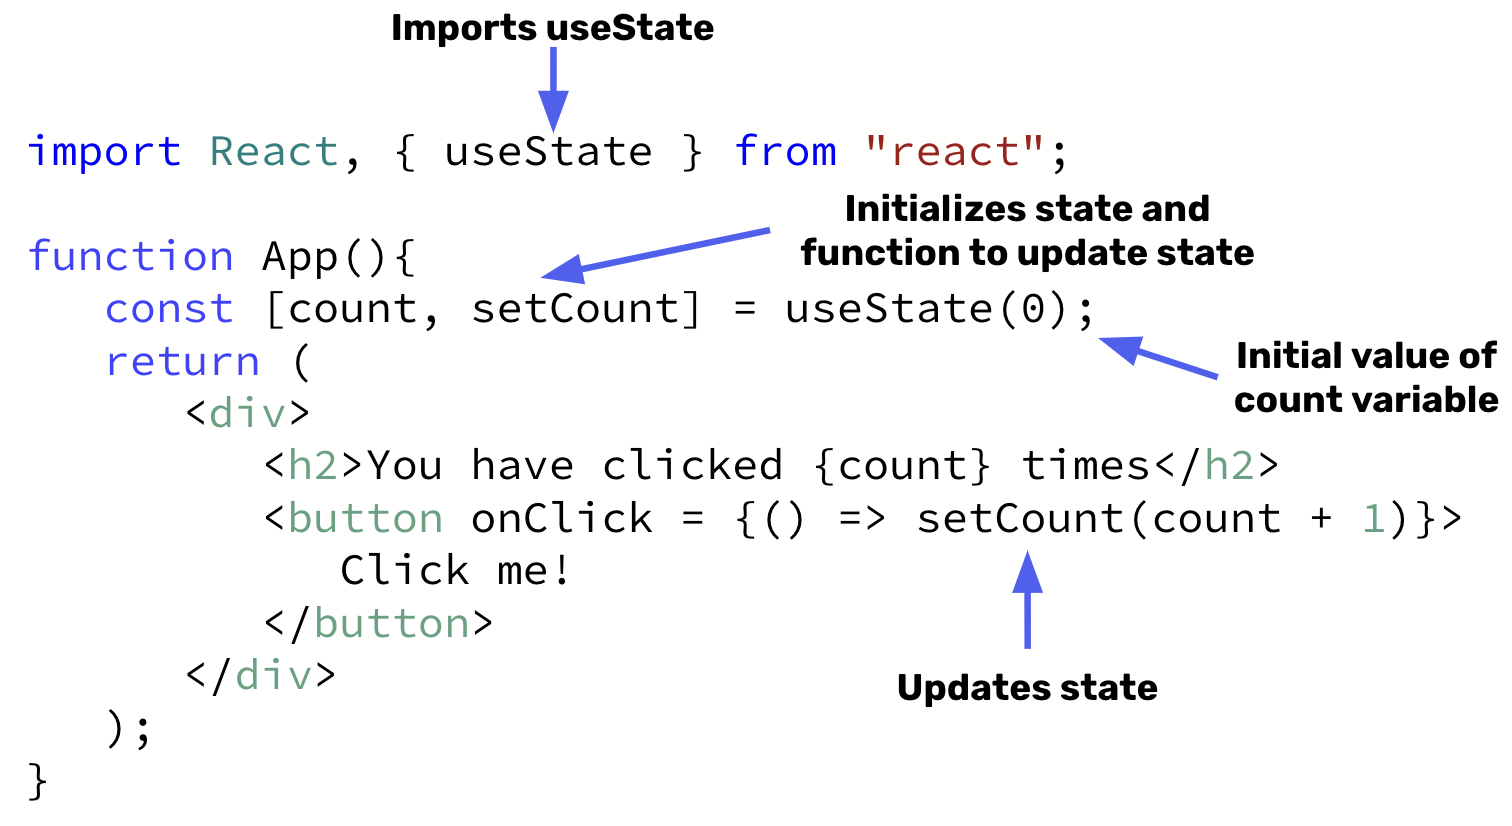 Imports useState
import React, { useState } from "react";
Initializes state and
function to update state
function App(){
const [count, setCount] = useState(0);
Initial value of
count variable
return (
<div>
<h2>You have clicked {count} times</h2>
<button onClick = {() => setCount(count + 1)}>
Click me!
</button>
</div>
Updates state
);
}